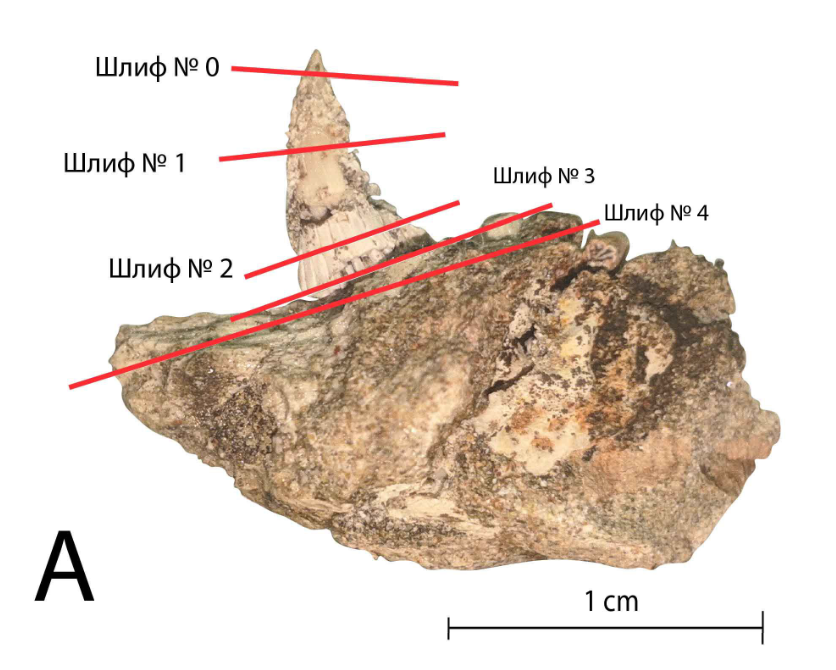 Шлиф № 0
Шлиф № 1
Шлиф № 3
Шлиф № 4
Шлиф № 2
A
1 cm